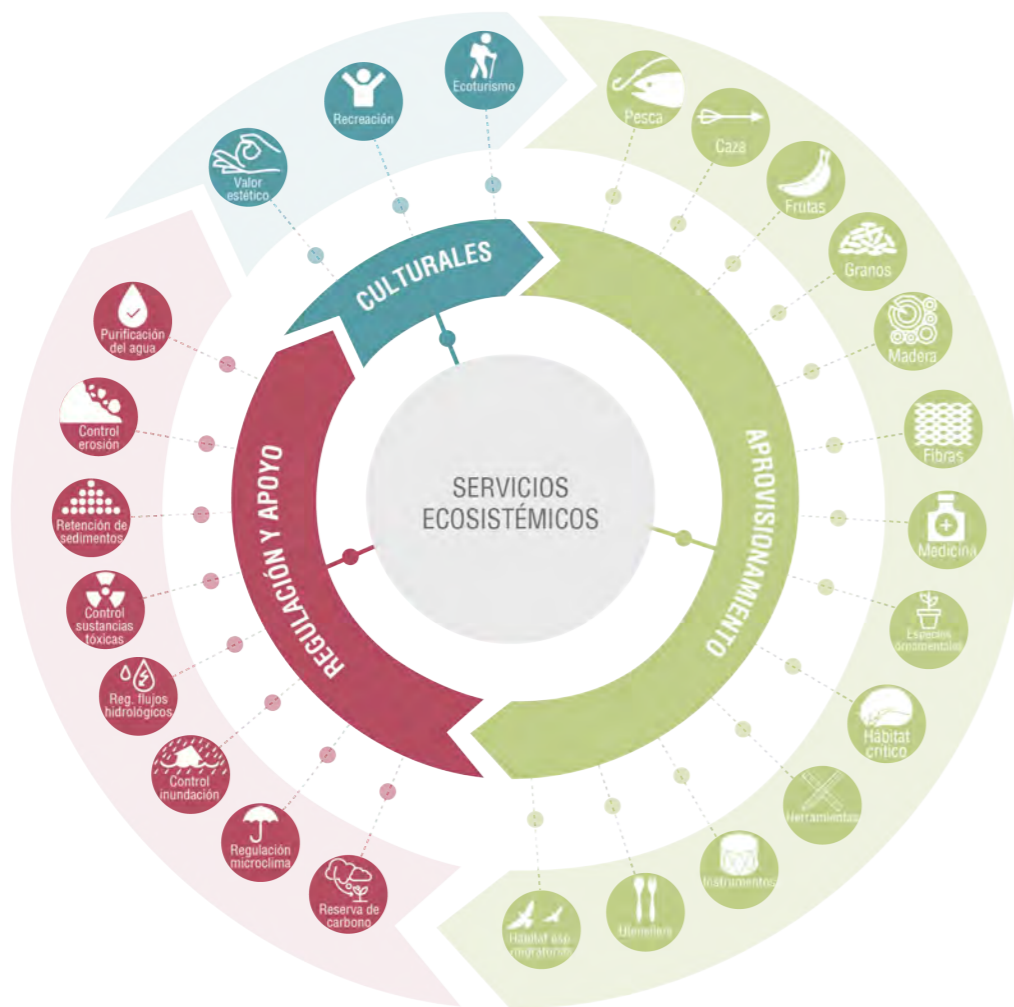 SERVICIOS
ECOSISTÉMICOS
CULTURALES
Valor
estético
Recreación
Ecoturismo
APROVISIONAMIENTO
Pesca
Caza
Frutas
Granos
Madera
Fibras
Medicina
Especies
ornamentales
Hábitat
crítico
Herramientas
Instrumentos
Utensilios
Hábitat esp.
migratorias
REGULACIÓN Y APOYO
Reserva de
carbono
Regulación
microclima
Control
inundación
Reg. flujos
hidrológicos
Control
sustancias
tóxicas
Retención de
sedimentos
Control
erosión
Purificación
del agua